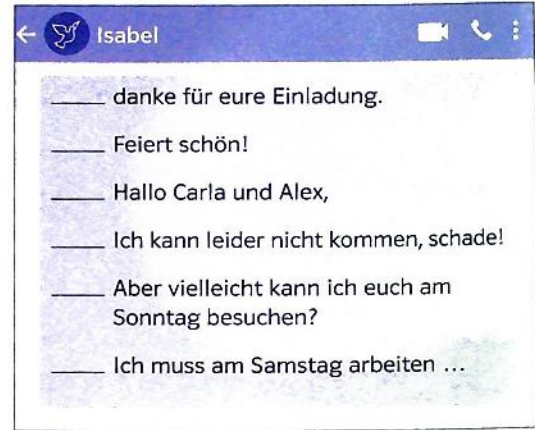 Isabel
_____ danke für eure Einladung.
_____ Feiert schön!
_____ Hallo Carla und Alex,
_____ Ich kann leider nicht kommen, schade!
_____ Aber vielleicht kann ich euch am
Sonntag besuchen?
_____ Ich muss am Samstag arbeiten ...